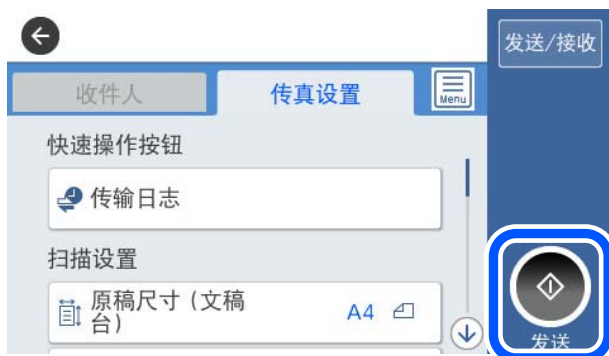 发送/接收
收件人
传真设置
Menu
快速操作按钮
传输日志
扫描设置
原稿尺寸 (文稿
台)
A4
发送